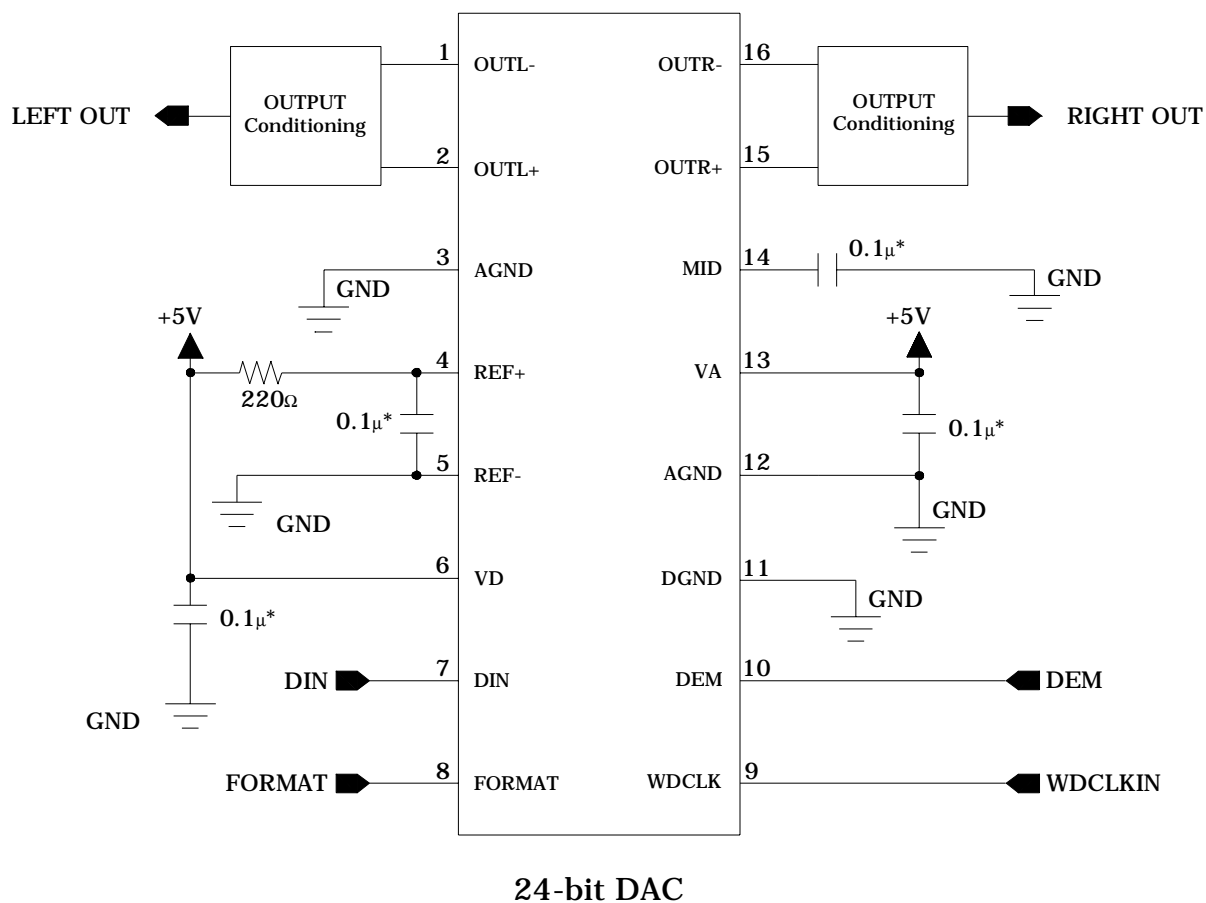 1
OUTL-
OUTR-
16
LEFT OUT
OUTPUT
Conditioning
OUTPUT
Conditioning
RIGHT OUT
2
OUTL+
OUTR+
15
3
AGND
GND
MID
14
0.1µ*
GND
+5V
4
REF+
220Ω
0.1µ*
VA
13
+5V
0.1µ*
5
REF-
GND
AGND
12
GND
6
VD
0.1µ*
GND
DGND
11
GND
DIN
7
DIN
DEM
10
DEM
FORMAT
8
FORMAT
WDCLK
9
WDCLKIN
24-bit DAC